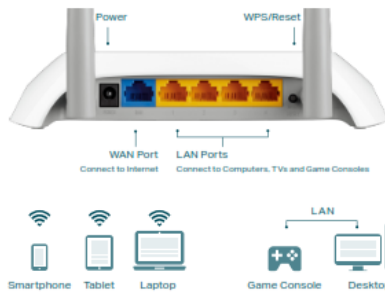 Power
WPS/Reset
WAN Port
Connect to Internet
LAN Ports
Connect to Computers, TVs and Game Consoles
LAN
Smartphone
Tablet
Laptop
Game Console
Deskto